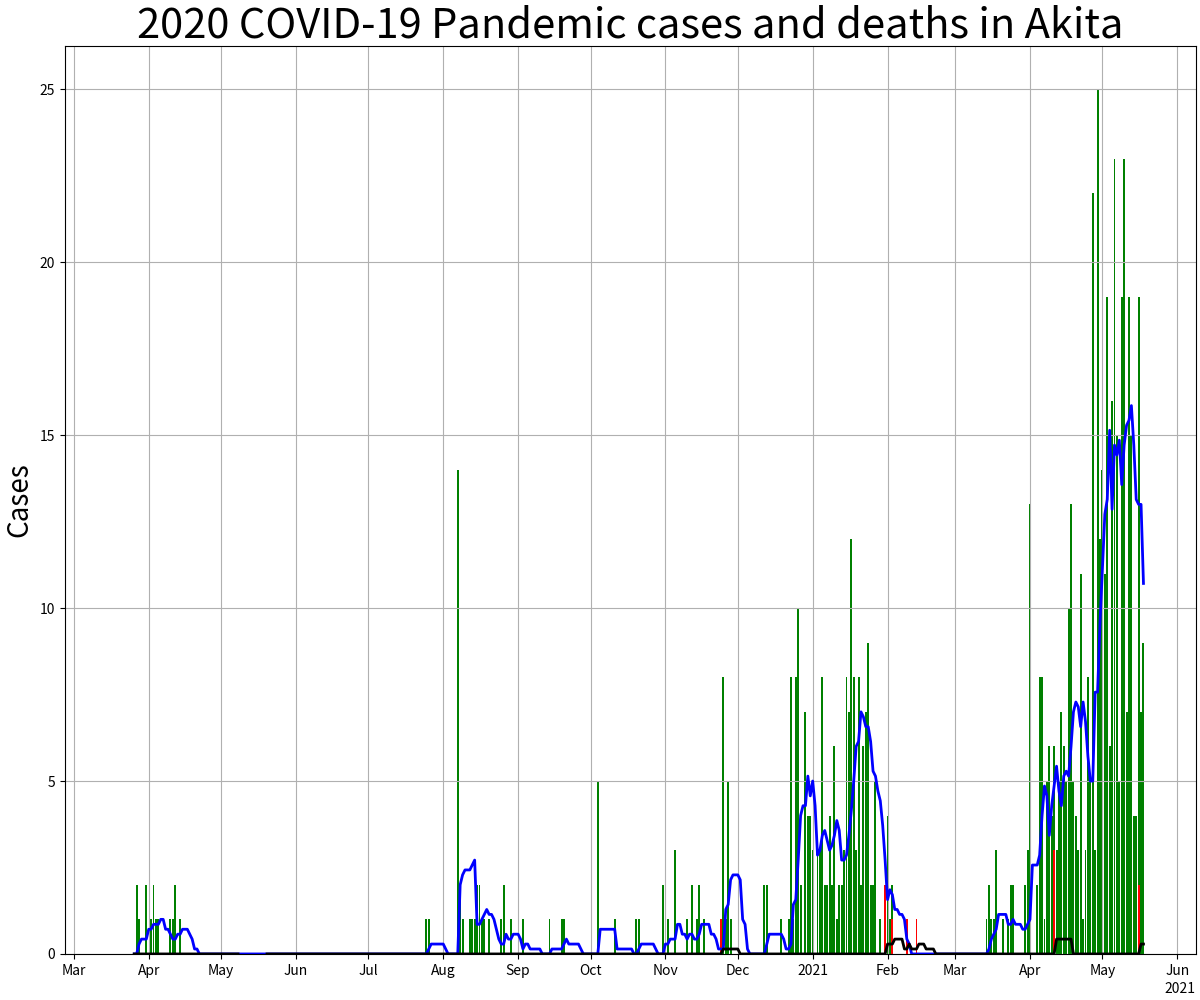 2020 COVID-19 Pandemic cases and deaths in Akita
25
20
15
10
5
0
Cases
Mar Apr May Jun Jul Aug Sep Oct Nov Dec 2021 Feb Mar Apr May Jun
2021